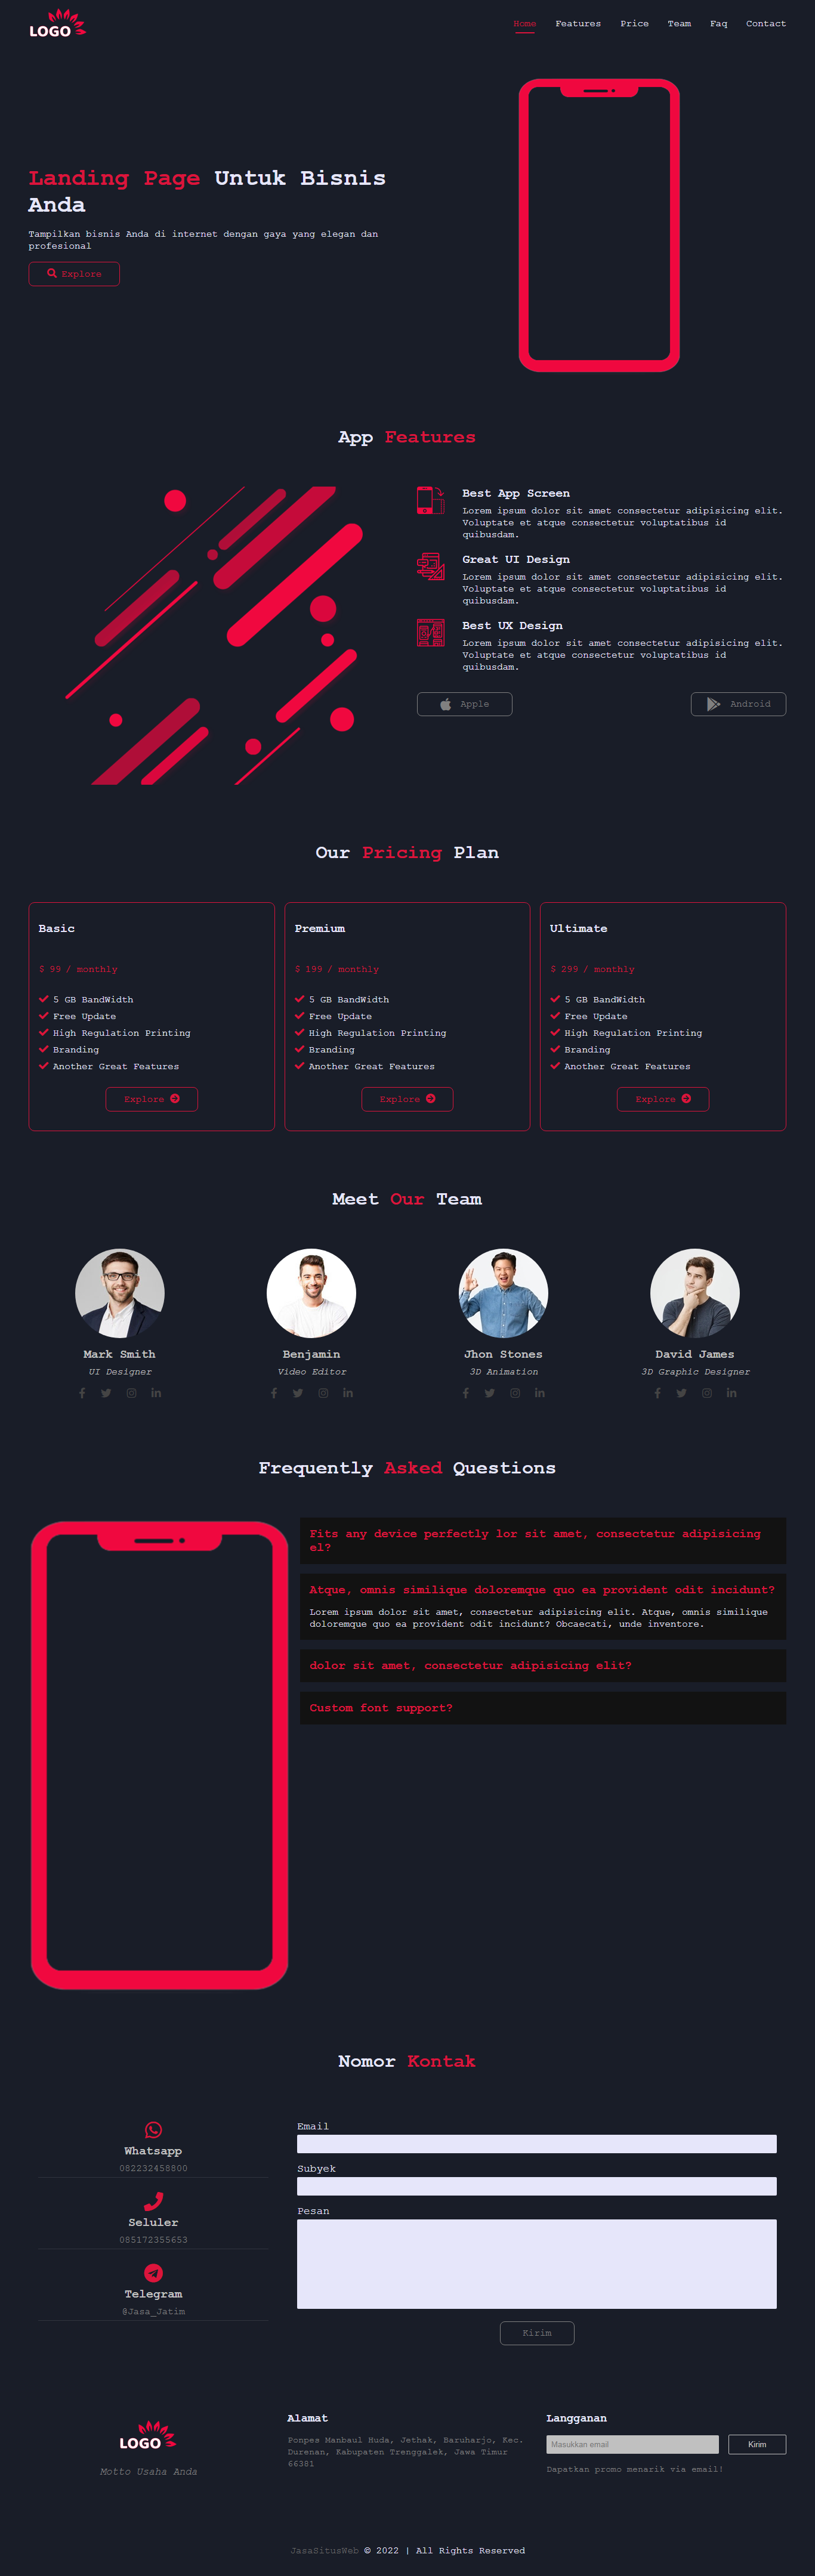 LOGO
Home Features Price Team Faq Contact
Landing Page Untuk Bisnis
Anda
Tampilkan bisnis Anda di internet dengan gaya yang elegan dan
profesional
Explore
App Features
Best App Screen
Lorem ipsum dolor sit amet consectetur adipisicing elit.
Voluptate et atque consectetur voluptatibus id
quibusdam.
Great UI Design
Lorem ipsum dolor sit amet consectetur adipisicing elit.
Voluptate et atque consectetur voluptatibus id
quibusdam.
Best UX Design
Lorem ipsum dolor sit amet consectetur adipisicing elit.
Voluptate et atque consectetur voluptatibus id
quibusdam.
Apple
Android
Our Pricing Plan
Basic
$ 99 / monthly
5 GB BandWidth
Free Update
High Regulation Printing
Branding
Another Great Features
Explore
Premium
$ 199 / monthly
5 GB BandWidth
Free Update
High Regulation Printing
Branding
Another Great Features
Explore
Ultimate
$ 299 / monthly
5 GB BandWidth
Free Update
High Regulation Printing
Branding
Another Great Features
Explore
Meet Our Team
Mark Smith
UI Designer
Benjamin
Video Editor
Jhon Stones
3D Animation
David James
3D Graphic Designer
Frequently Asked Questions
Fits any device perfectly lor sit amet, consectetur adipisicing
el?
Atque, omnis similique doloremque quo ea provident odit incidunt?
Lorem ipsum dolor sit amet, consectetur adipisicing elit. Atque, omnis similique
doloremque quo ea provident odit incidunt? Obcaecati, unde inventore.
dolor sit amet, consectetur adipisicing elit?
Custom font support?
Nomor Kontak
Whatsapp
082232458800
Seluler
085172355653
Telegram
@Jasa_Jatim
Email
Subyek
Pesan
Kirim
LOGO
Motto Usaha Anda
Alamat
Ponpes Manbaul Huda, Jethak, Baruharjo, Kec.
Durenan, Kabupaten Trenggalek, Jawa Timur
66381
Langganan
Masukkan email
Kirim
Dapatkan promo menarik via email!
JasaSitusWeb © 2022 | All Rights Reserved